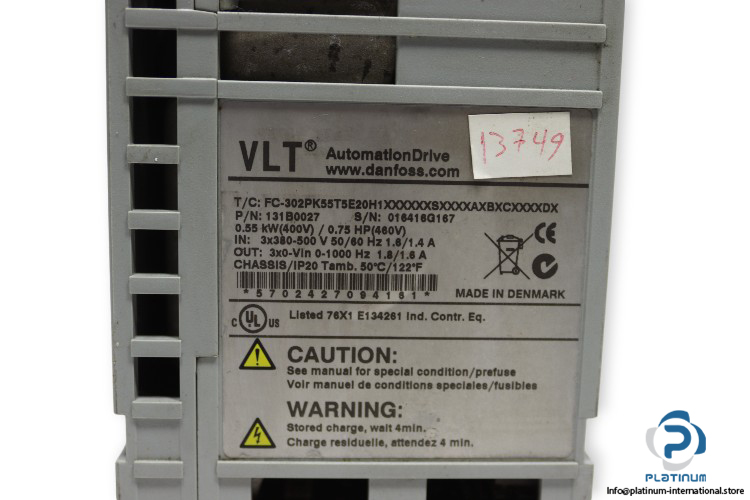 13749
VLT® AutomationDrive
www.danfoss.com
T/C: FC-302PK55T5E20H1XXXXXXSXXXXAXBXCXXXXDX
P/N: 131B0027 S/N: 016416G167
0.55 kW(400V) / 0.75 HP(460V)
IN: 3x380-500 V 50/60 Hz 1.6/1.4 A
OUT: 3x0-Vin 0-1000 Hz 1.8/1.6 A
CHASSIS/IP20 Tamb. 50°C/122°F
*5702427094161*
MADE IN DENMARK
c UL US Listed 76X1 E134261 Ind. Contr. Eq.
CAUTION:
See manual for special condition/prefuse
Voir manuel de conditions speciales/fusibles
WARNING:
Stored charge, wait 4min.
Charge residuelle, attendez 4 min.
PLATINUM
Info@platinum-international.store